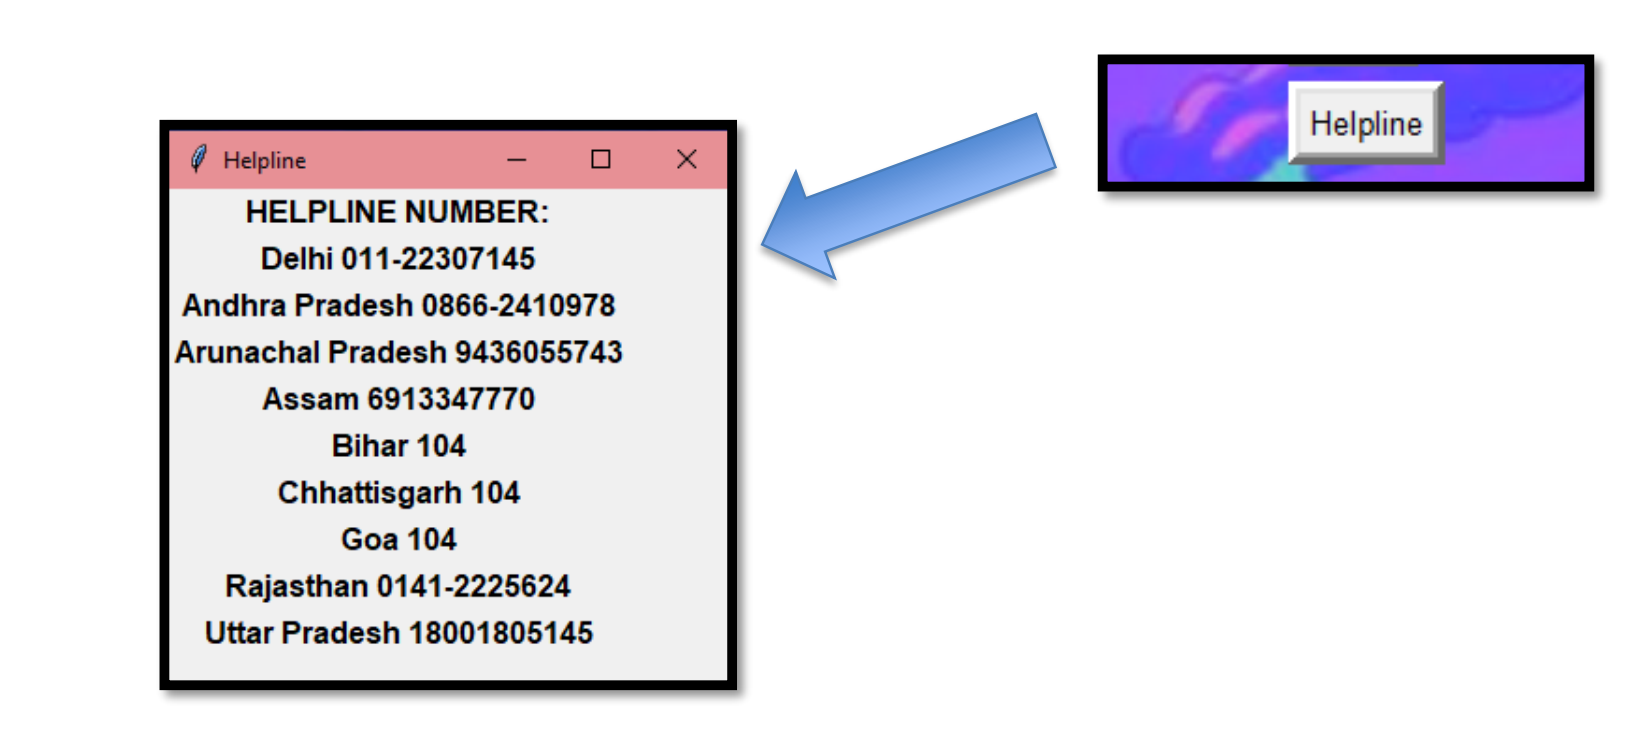 Helpline
Helpline
HELPLINE NUMBER:
Delhi 011-22307145
Andhra Pradesh 0866-2410978
Arunachal Pradesh 9436055743
Assam 6913347770
Bihar 104
Chhattisgarh 104
Goa 104
Rajasthan 0141-2225624
Uttar Pradesh 18001805145